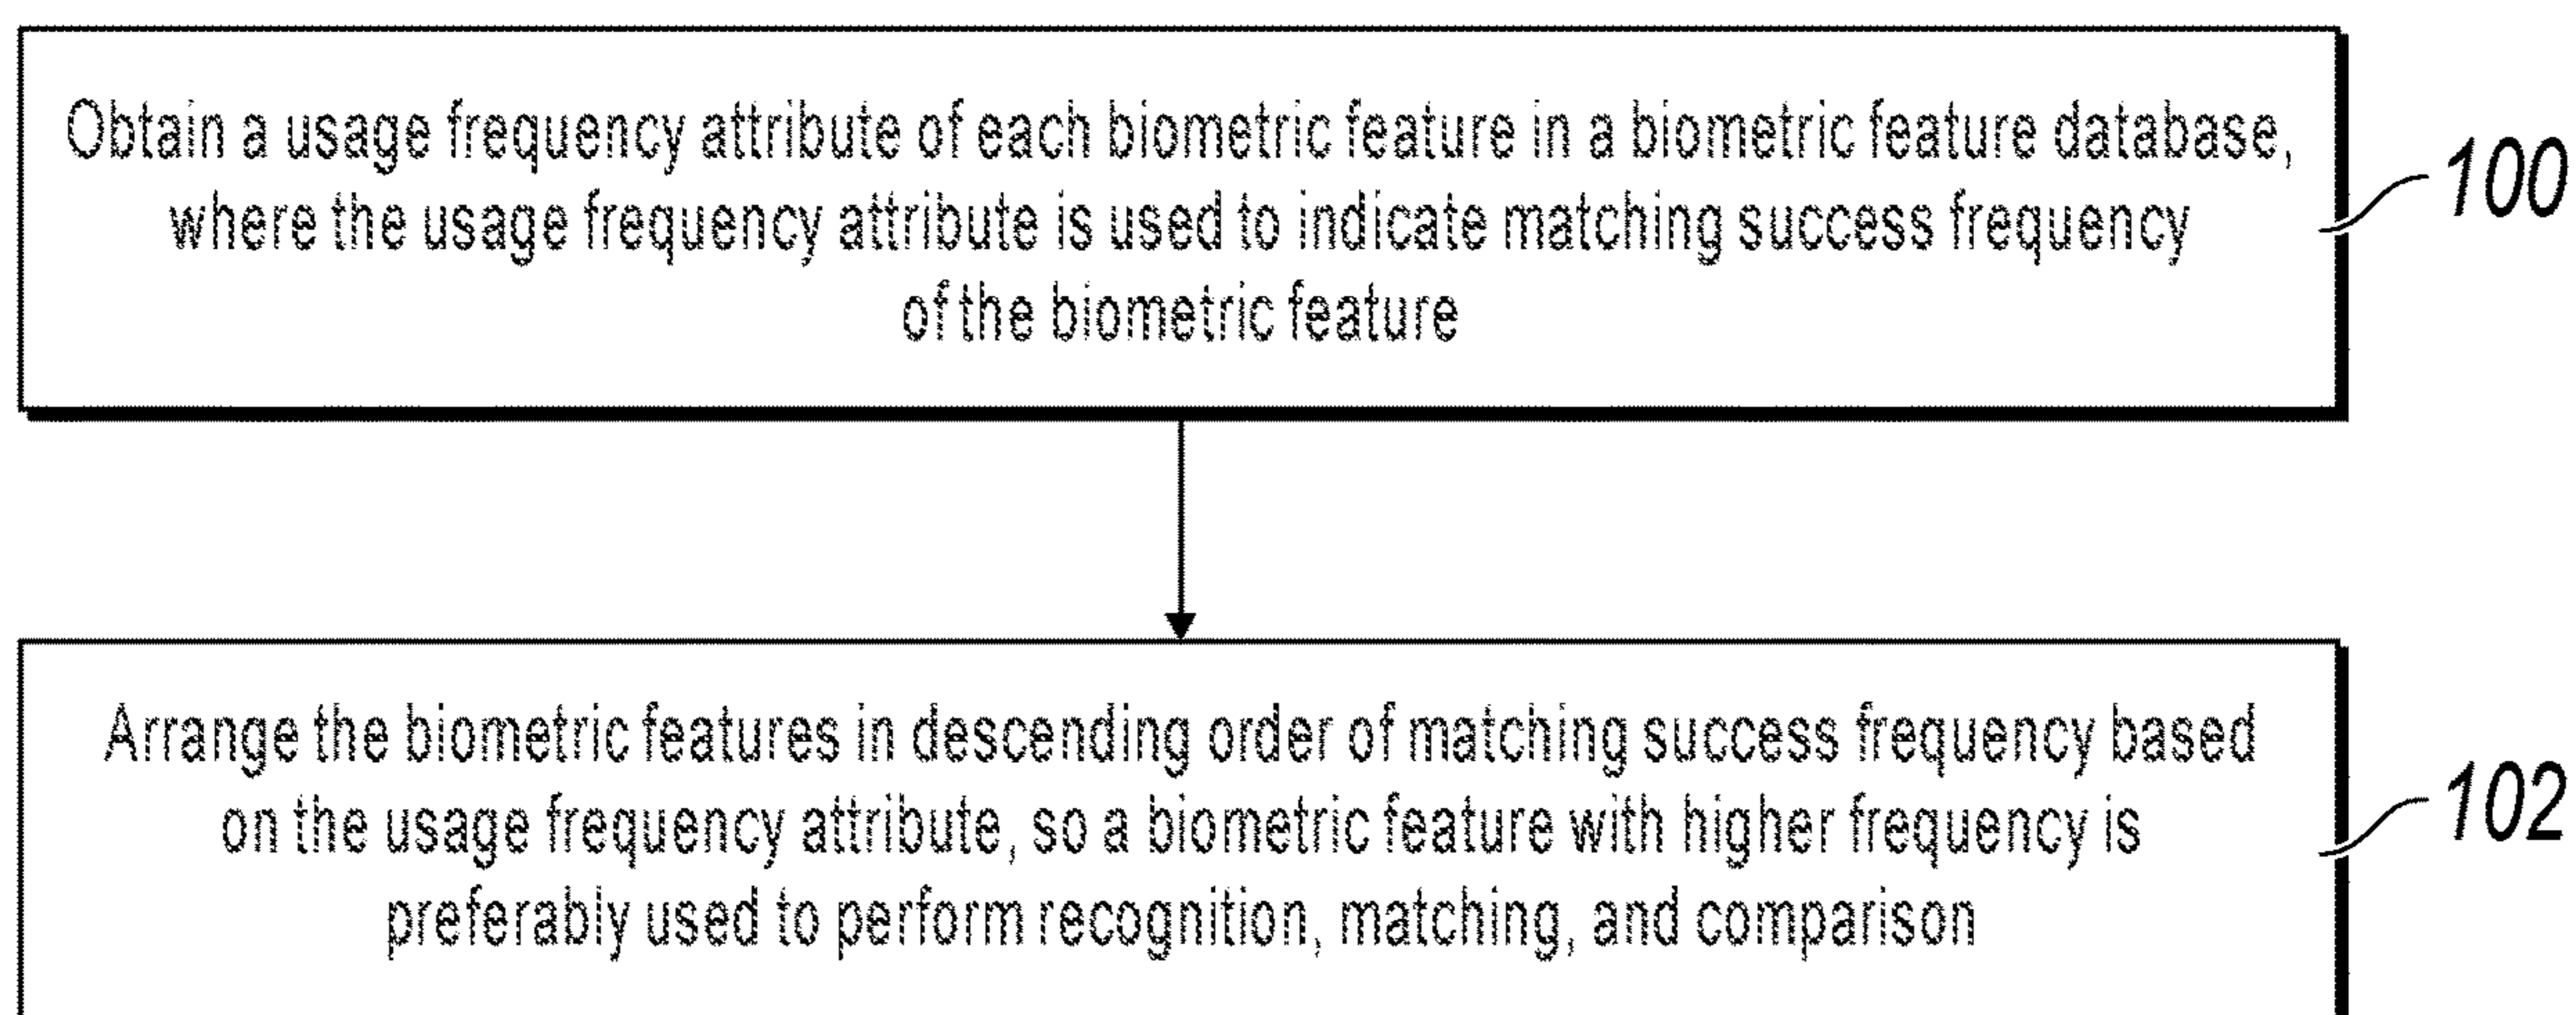 Obtain a usage frequency attribute of each biometric feature in a biometric feature database,
where the usage frequency attribute is used to indicate matching success frequency
of the biometric feature
100
Arrange the biometric features in descending order of matching success frequency based
on the usage frequency attribute, so a biometric feature with higher frequency is
preferably used to perform recognition, matching, and comparison
102